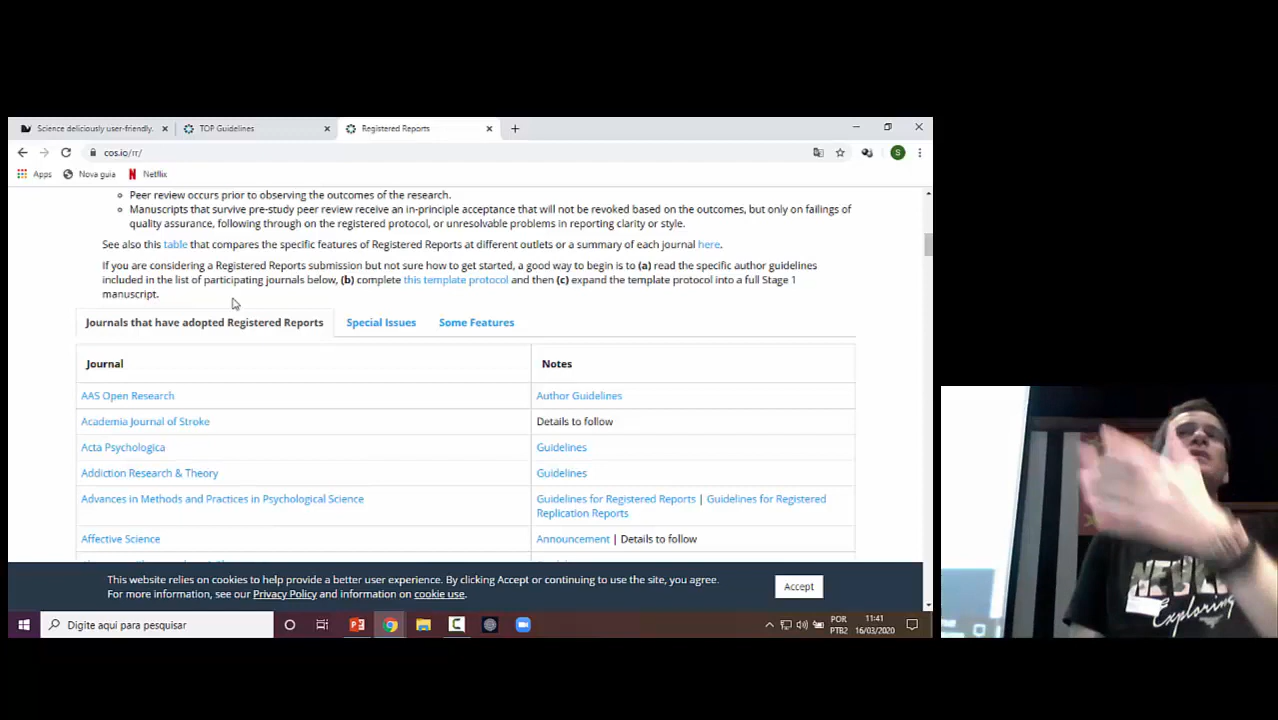 Science deliciously user-friendly.
TOP Guidelines
Registered Reports
cos.io/rr/
S
Apps
Nova guia
Netflix
Peer review occurs prior to observing the outcomes of the research.
Manuscripts that survive pre-study peer review receive an in-principle acceptance that will not be revoked based on the outcomes, but only on failings of
quality assurance, following through on the registered protocol, or unresolvable problems in reporting clarity or style.
See also this table that compares the specific features of Registered Reports at different outlets or a summary of each journal here.
If you are considering a Registered Reports submission but not sure how to get started, a good way to begin is to (a) read the specific author guidelines
included in the list of participating journals below, (b) complete this template protocol and then (c) expand the template protocol into a full Stage 1
manuscript.
Journals that have adopted Registered Reports
Special Issues
Some Features
Journal
Notes
AAS Open Research
Author Guidelines
Academia Journal of Stroke
Details to follow
Acta Psychologica
Guidelines
Addiction Research & Theory
Guidelines
Advances in Methods and Practices in Psychological Science
Guidelines for Registered Reports | Guidelines for Registered
Replication Reports
Affective Science
Announcement | Details to follow
This website relies on cookies to help provide a better user experience. By clicking Accept or continuing to use the site, you agree.
For more information, see our Privacy Policy and information on cookie use.
Accept
Digite aqui para pesquisar
POR
PTB2
11:41
16/03/2020
NEVER
Exploring